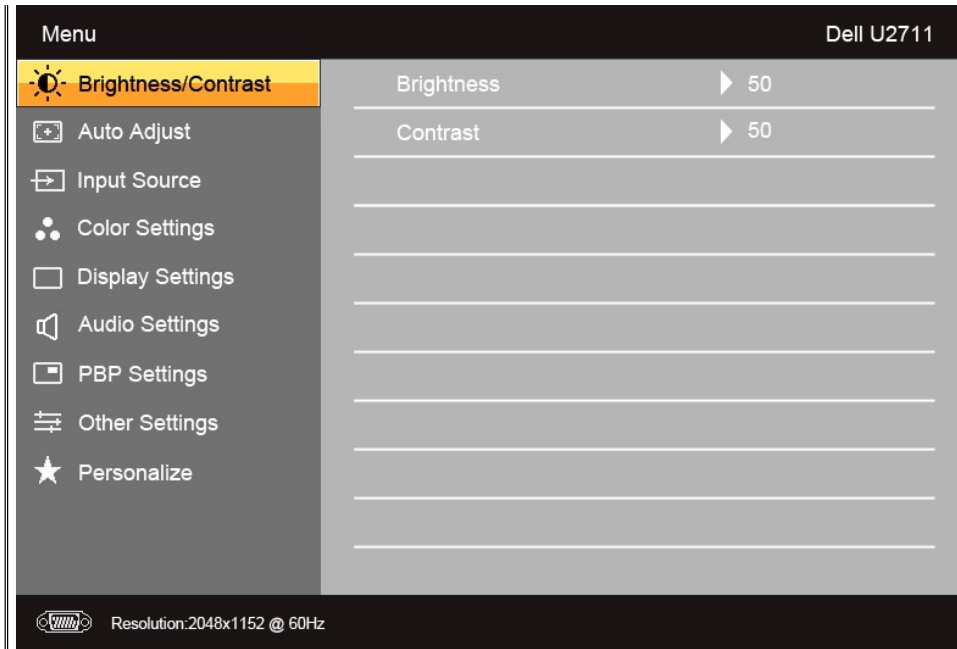 Menu Dell U2711
Brightness/Contrast Brightness 50
Auto Adjust Contrast 50
Input Source
Color Settings
Display Settings
Audio Settings
PBP Settings
Other Settings
Personalize
Resolution:2048x1152 @ 60Hz